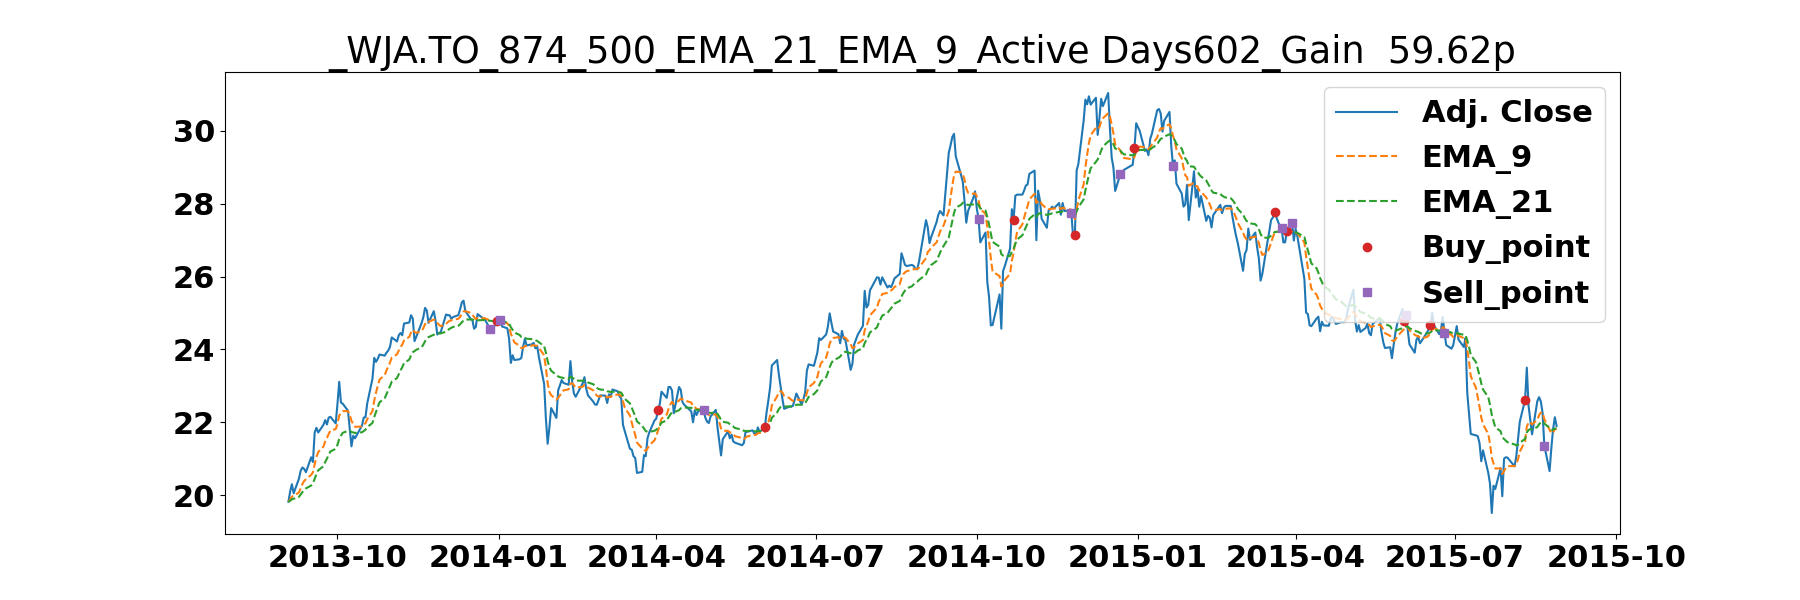 _WJA.TO_874_500_EMA_21_EMA_9_Active Days602_Gain  59.62p
Adj. Close
EMA_9
EMA_21
Buy_point
Sell_point
30
28
26
24
22
20
2013-10 2014-01 2014-04 2014-07 2014-10 2015-01 2015-04 2015-07 2015-10